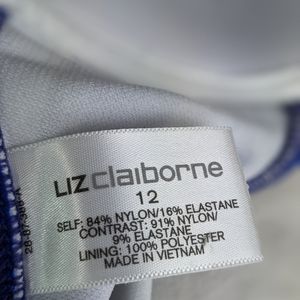 LIZ claiborne
12
SELF: 84% NYLON/16% ELASTANE
CONTRAST: 91% NYLON/
9% ELASTANE
LINING: 100% POLYESTER
MADE IN VIETNAM